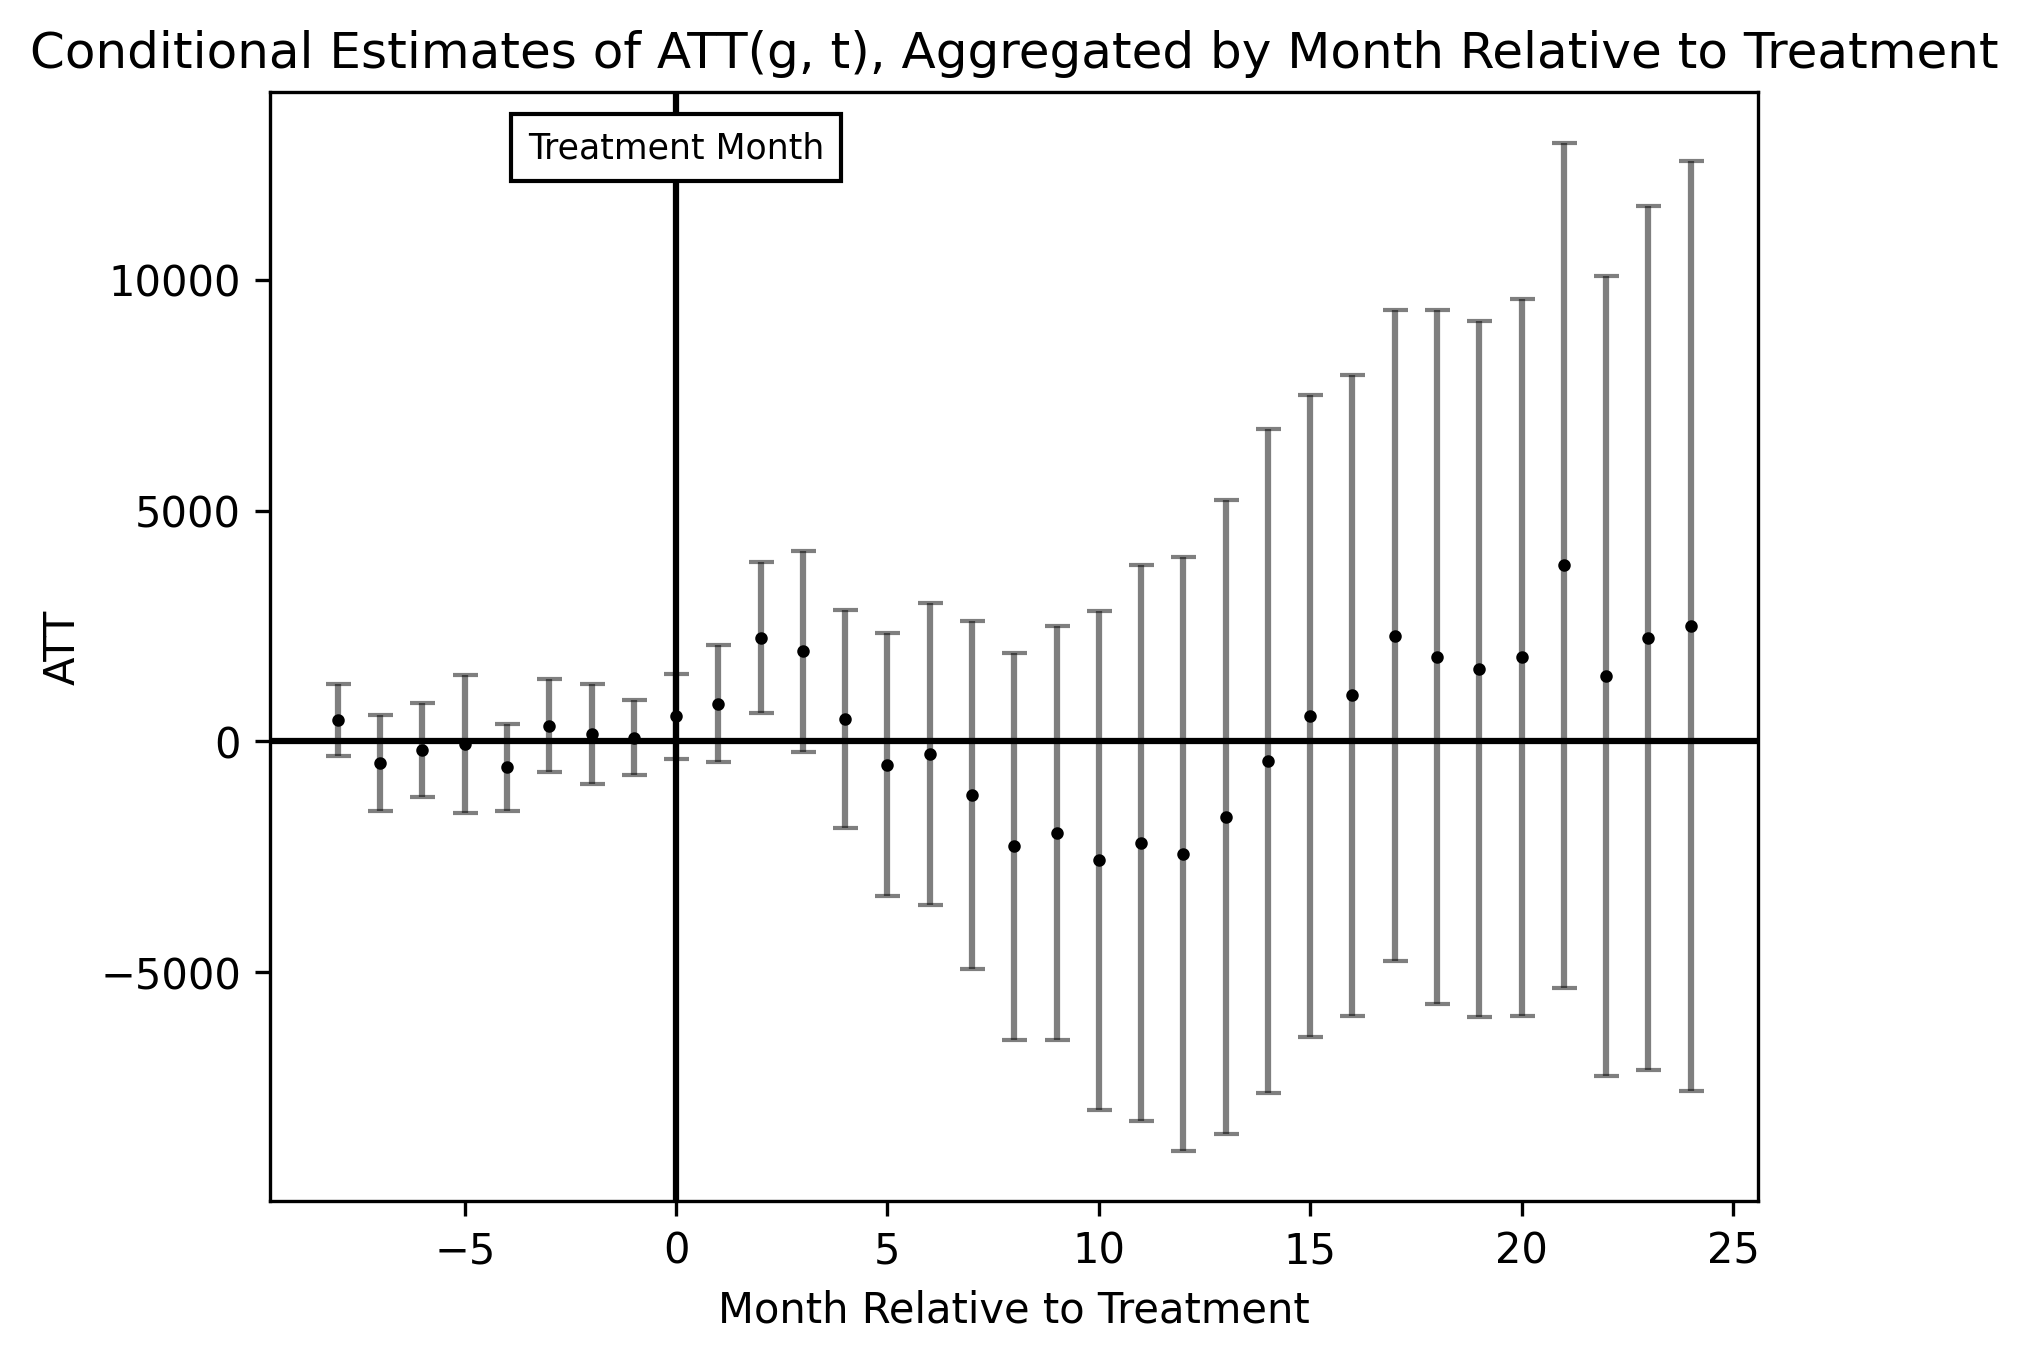 Conditional Estimates of ATT(g, t), Aggregated by Month Relative to Treatment
Treatment Month
10000
5000
0
−5000
ATT
−5 0 5 10 15 20 25
Month Relative to Treatment